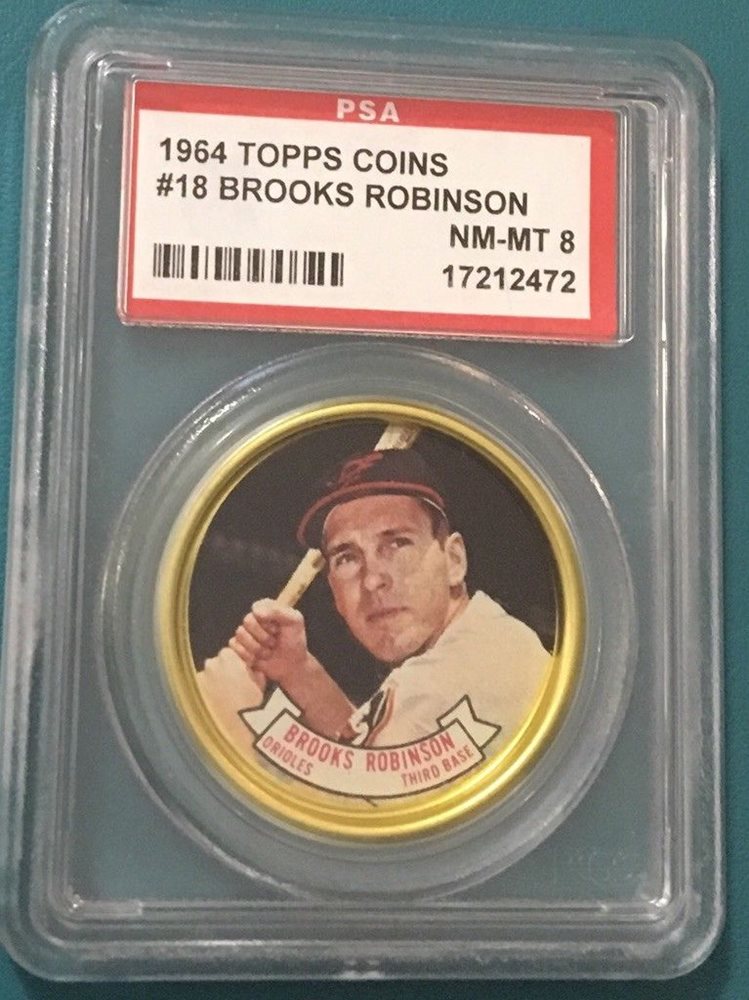 PSA
1964 TOPPS COINS
#18 BROOKS ROBINSON
NM-MT 8
17212472
BROOKS ROBINSON
ORIOLES
THIRD BASE